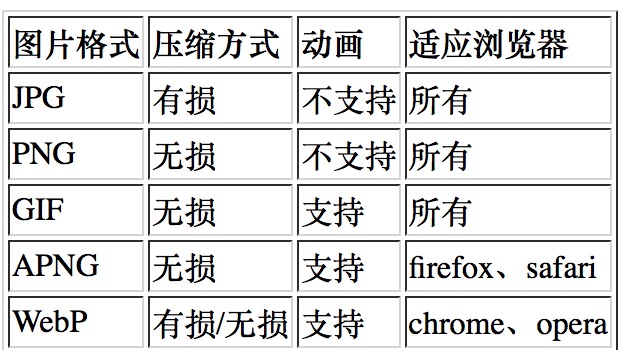 图片格式 压缩方式 动画 适应浏览器
JPG 有损 不支持 所有
PNG 无损 不支持 所有
GIF 无损 支持 所有
APNG 无损 支持 firefox、safari
WebP 有损/无损 支持 chrome、opera